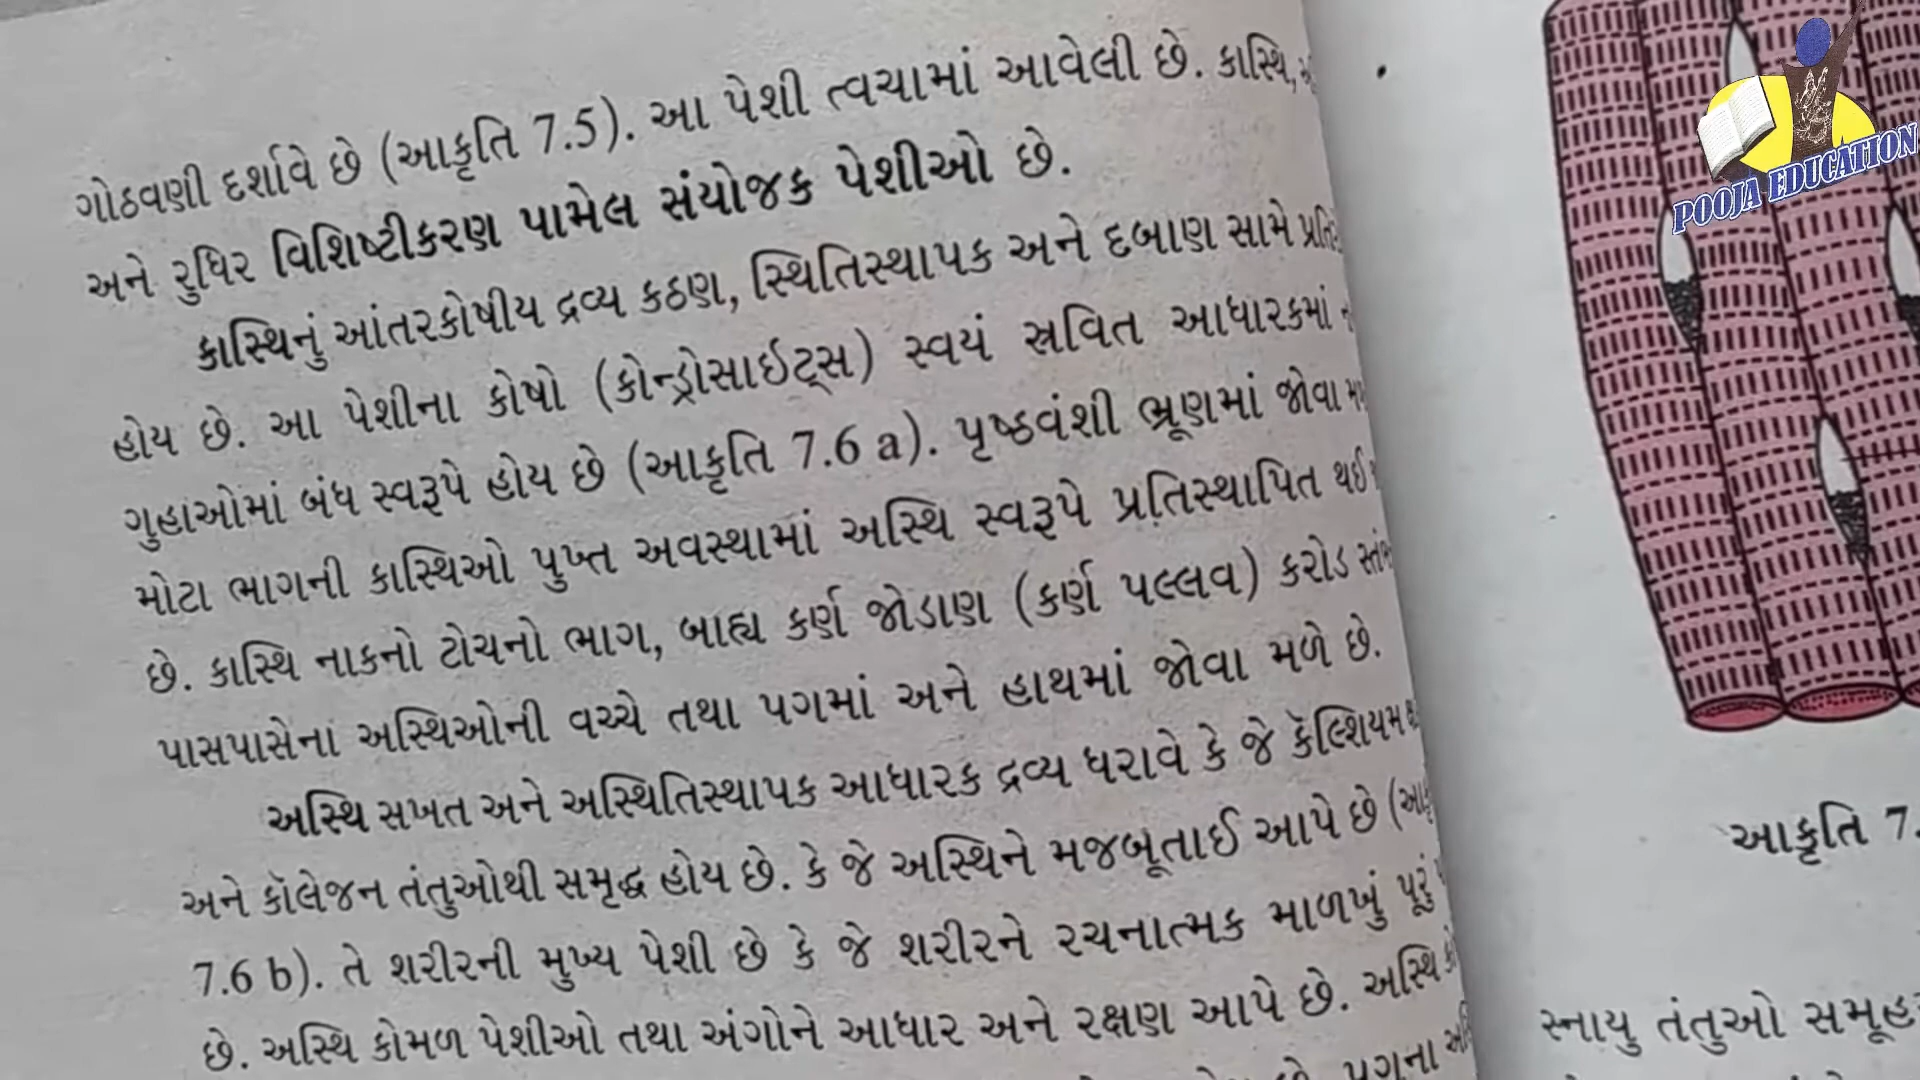 ગોઠવણી દર્શાવે છે (આકૃતિ 7.5). આ પેશી ત્વચામાં આવેલી છે. કાસ્થિ,
અને રુધિર વિશિષ્ટીકરણ પામેલ સંયોજક પેશીઓ છે.
કાસ્થિનું આંતરકોષીય દ્રવ્ય કઠણ, સ્થિતિસ્થાપક અને દબાણ સામે
હોય છે. આ પેશીના કોષો (કોન્ડ્રોસાઈટ્સ) સ્વયં સ્રવિત આધારકમાં
ગુહાઓમાં બંધ સ્વરૂપે હોય છે (આકૃતિ 7.6 a). પૃષ્ઠવંશી ભ્રૂણમાં જોવા
મોટા ભાગની કાસ્થિઓ પુખ્ત અવસ્થામાં અસ્થિ સ્વરૂપે પ્રતિસ્થાપિત થઈ
છે. કાસ્થિ નાકનો ટોચનો ભાગ, બાહ્ય કર્ણ જોડાણ (કર્ણ પલ્લવ) કરોડ
પાસપાસેના અસ્થિઓની વચ્ચે તથા પગમાં અને હાથમાં જોવા મળે છે.
અસ્થિ સખત અને અસ્થિતિસ્થાપક આધારક દ્રવ્ય ધરાવે કે જે કૅલ્શિયમ
અને કૉલેજન તંતુઓથી સમૃદ્ધ હોય છે. કે જે અસ્થિને મજબૂતાઈ આપે છે
7.6 b). તે શરીરની મુખ્ય પેશી છે કે જે શરીરને રચનાત્મક માળખું પૂરું
છે. અસ્થિ કોમળ પેશીઓ તથા અંગોને આધાર અને રક્ષણ આપે છે. અસ્થિ
પગના
POOJA EDUCATION
આકૃતિ 7.
સ્નાયુ તંતુઓ